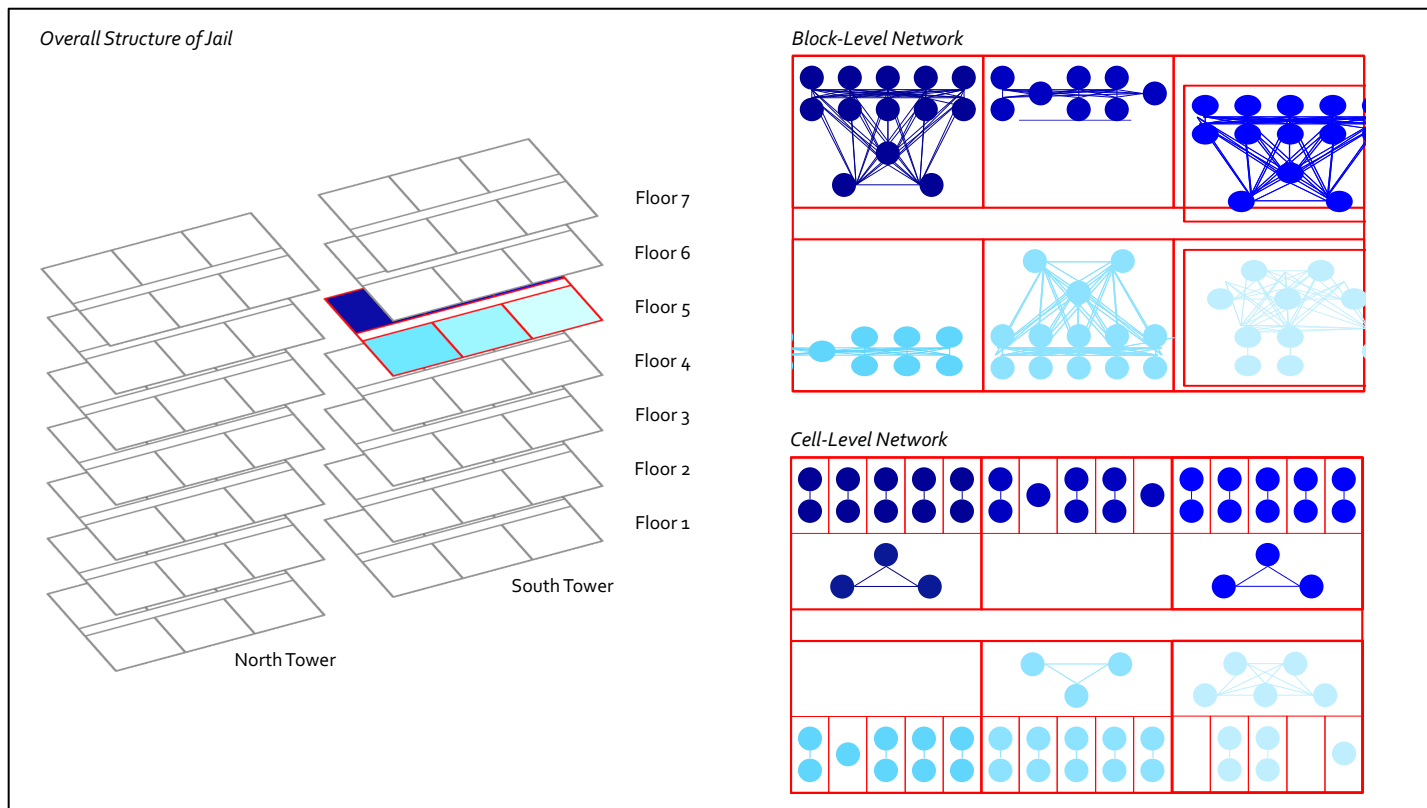 Overall Structure of Jail
Block-Level Network
Floor 7
Floor 6
Floor 5
Floor 4
Floor 3
Floor 2
Floor 1
South Tower
North Tower
Cell-Level Network